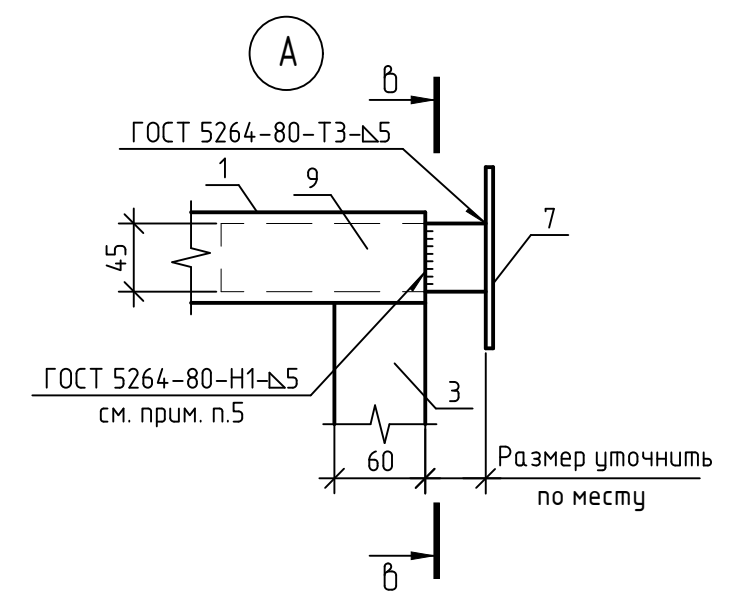 А
в
ГОСТ 5264-80-Т3-⊿5
1
9
7
45
ГОСТ 5264-80-Н1-⊿5
см. прим. п.5
3
60
Размер уточнить
по месту
в